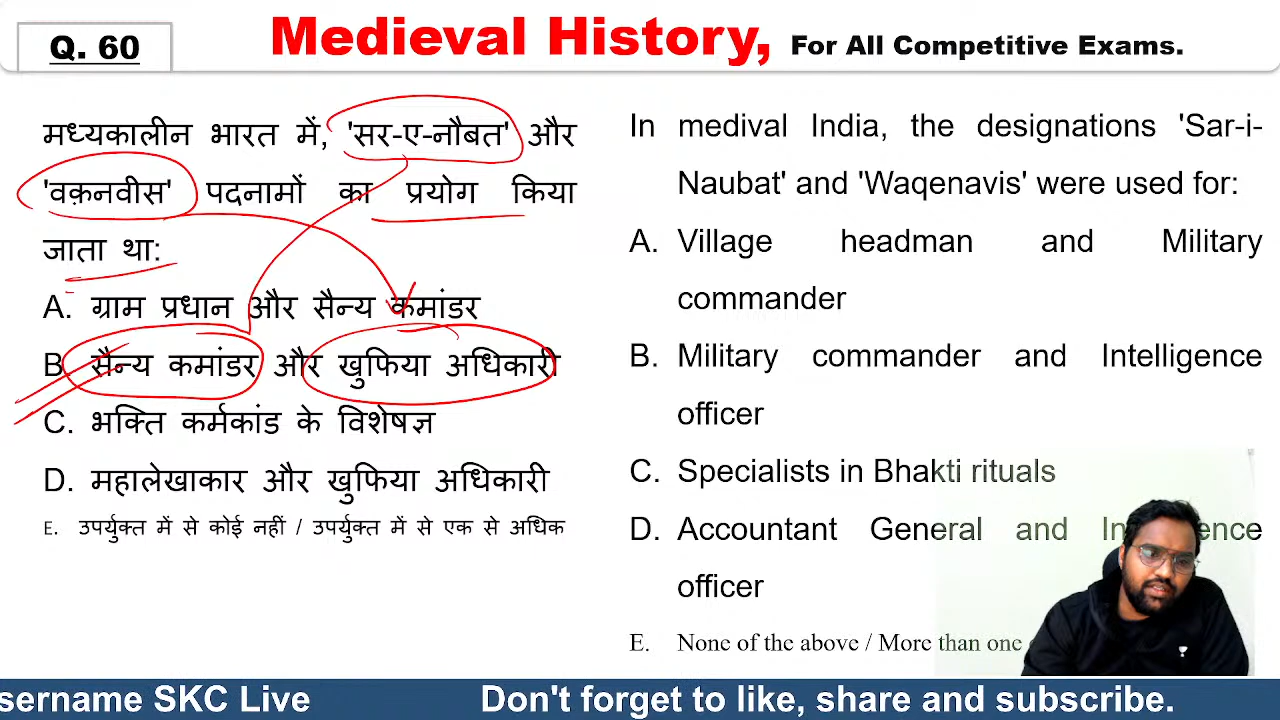 Q. 60
Medieval History, For All Competitive Exams.
मध्यकालीन भारत में, 'सर-ए-नौबत' और
'वक़नवीस' पदनामों का प्रयोग किया
जाता था:
A. ग्राम प्रधान और सैन्य कमांडर
B. सैन्य कमांडर और खुफिया अधिकारी
C. भक्ति कर्मकांड के विशेषज्ञ
D. महालेखाकार और खुफिया अधिकारी
E. उपर्युक्त में से कोई नहीं / उपर्युक्त में से एक से अधिक
In medival India, the designations 'Sar-i-
Naubat' and 'Waqenavis' were used for:
A. Village headman and Military
commander
B. Military commander and Intelligence
officer
C. Specialists in Bhakti rituals
D. Accountant General and
officer
E. None of the above / More than one
sername SKC Live Don't forget to like, share and subscribe.